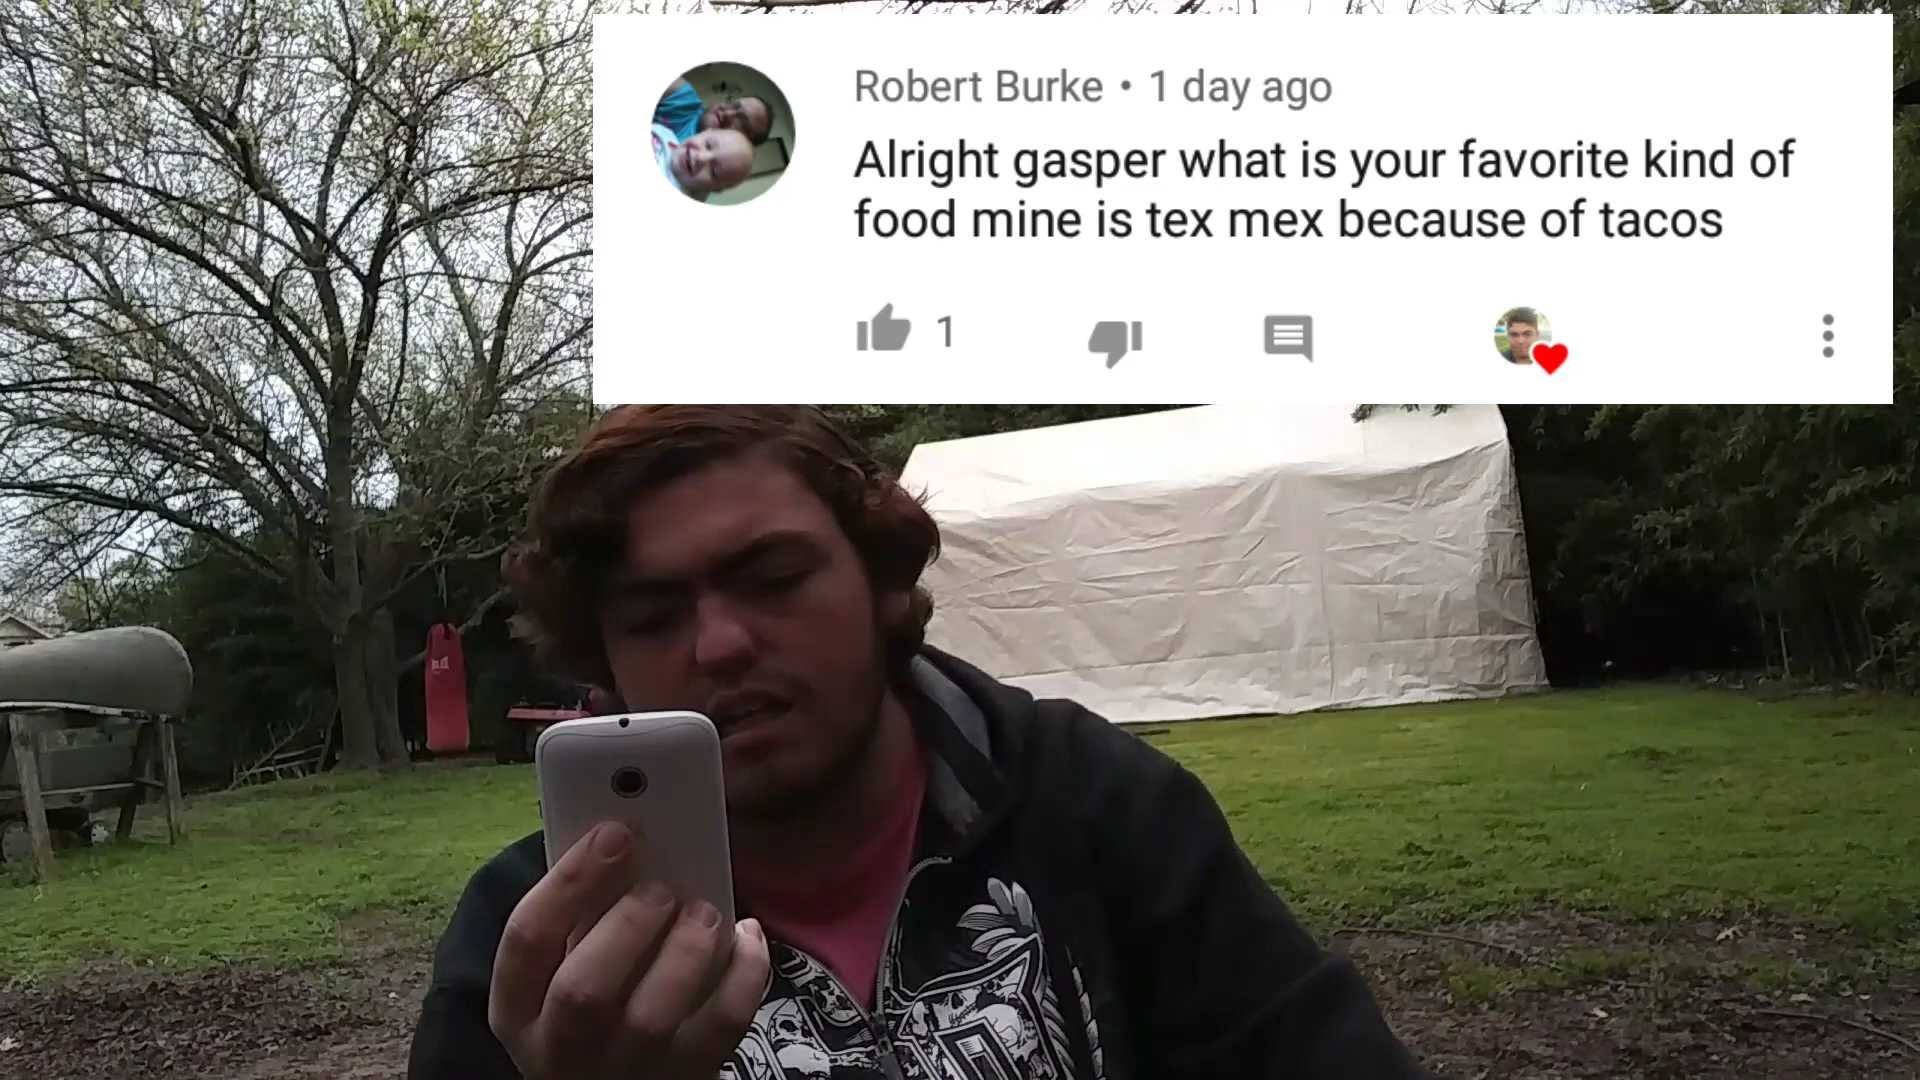 Robert Burke • 1 day ago
Alright gasper what is your favorite kind of
food mine is tex mex because of tacos
1